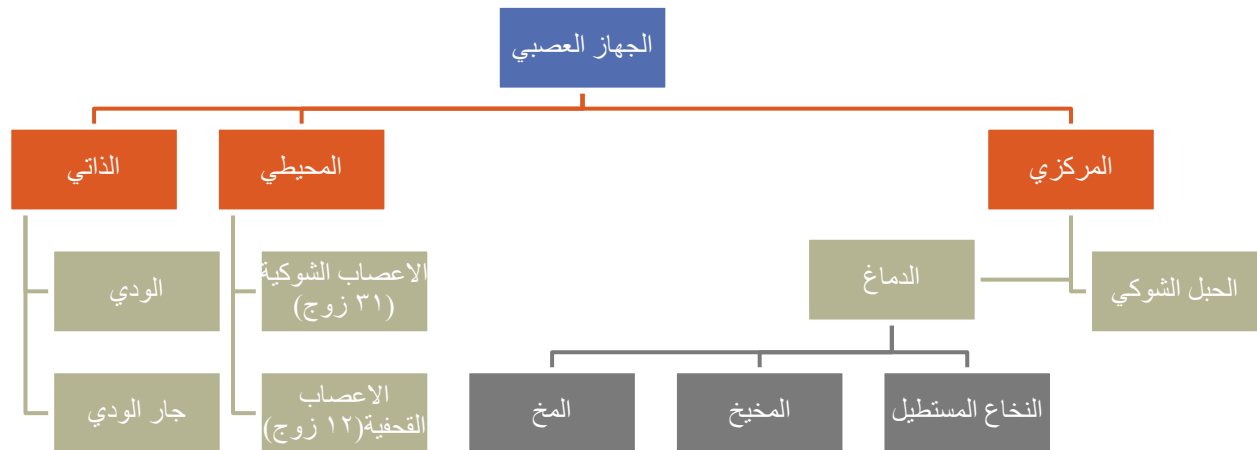 الجهاز العصبي
المركزي
المحيطي
الذاتي
الحبل الشوكي
الدماغ
النخاع المستطيل
المخيخ
المخ
الاعصاب الشوكية
(٣١ زوج)
الاعصاب
القحفية(١٢ زوج)
الودي
جار الودي